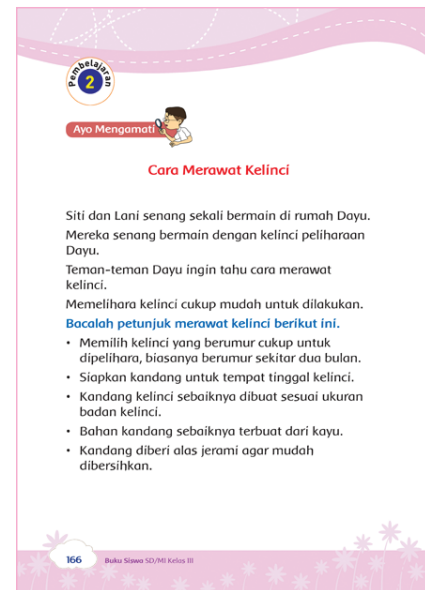 Pembelajaran
2
Ayo Mengamati
Cara Merawat Kelinci
Siti dan Lani senang sekali bermain di rumah Dayu.
Mereka senang bermain dengan kelinci peliharaan
Dayu.
Teman-teman Dayu ingin tahu cara merawat
kelinci.
Memelihara kelinci cukup mudah untuk dilakukan.
Bacalah petunjuk merawat kelinci berikut ini.
• Memilih kelinci yang berumur cukup untuk
dipelihara, biasanya berumur sekitar dua bulan.
• Siapkan kandang untuk tempat tinggal kelinci.
• Kandang kelinci sebaiknya dibuat sesuai ukuran
badan kelinci.
• Bahan kandang sebaiknya terbuat dari kayu.
• Kandang diberi alas jerami agar mudah
dibersihkan.
166 Buku Siswa SD/MI Kelas III